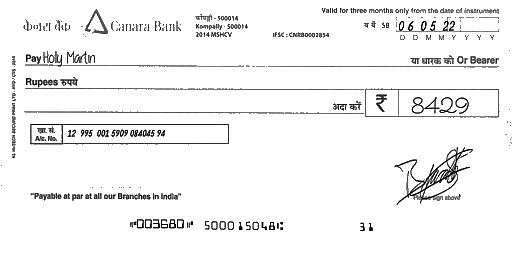 केनरा बैंक Canara Bank
कोंपल्ली - 500014
Kompally - 500014
2014 MSHCV
IFSC : CNRB0002854
Valid for three months only from the date of instrument
SB 06 05 22
D D M M Y Y Y Y
Pay Holly Martin या धारक को Or Bearer
Rupees रुपये
अदा करें ₹ 8429
खा. सं.
A/c. No. 12 995 001 5909 084045 94
Please sign above
"Payable at par at all our Branches in India"
⑈003680⑈ 500015048⑆ 31